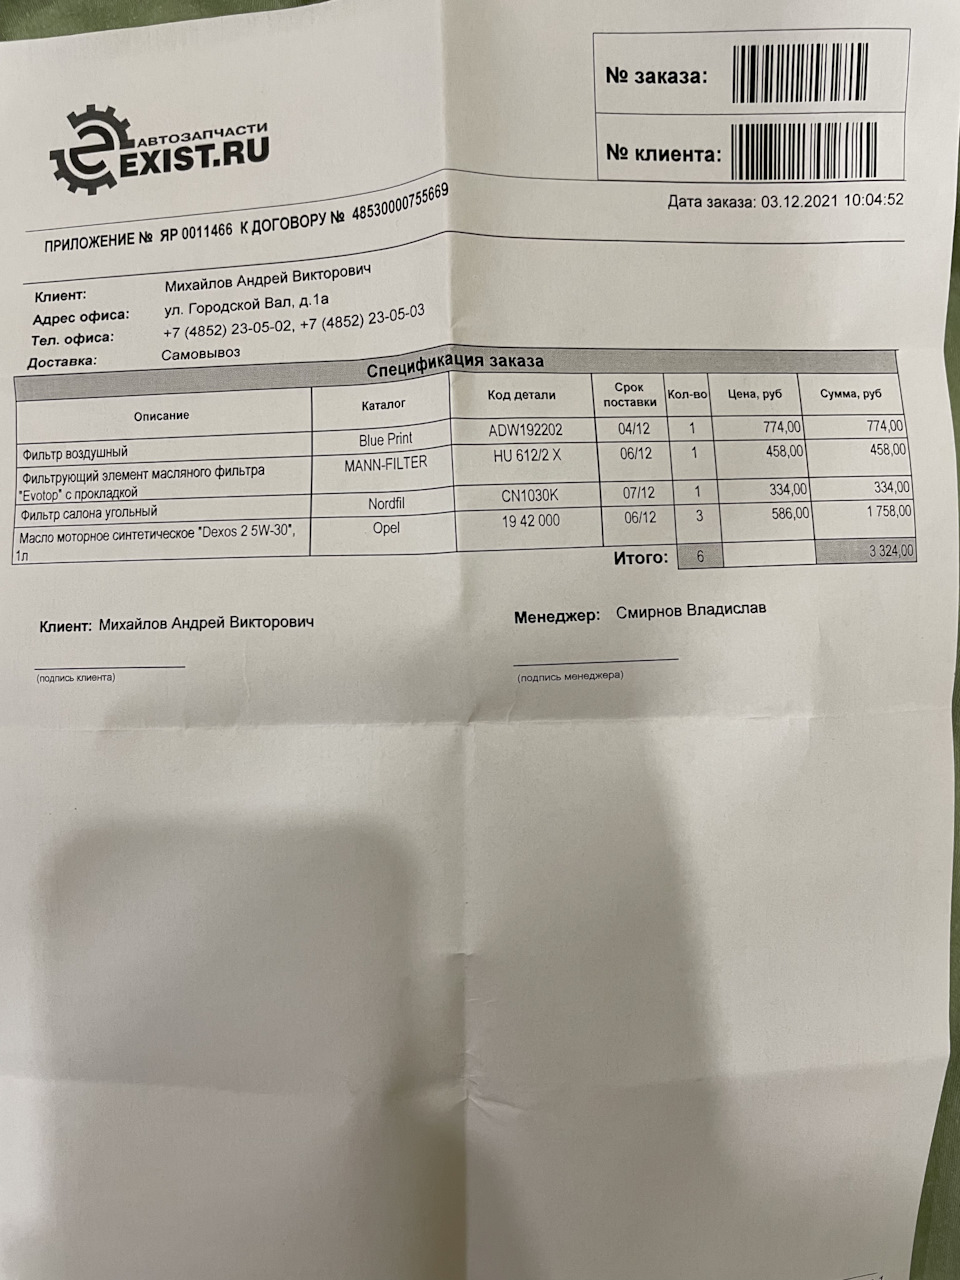 № заказа:
№ клиента:
АВТОЗАПЧАСТИ
EXIST.RU
Дата заказа: 03.12.2021 10:04:52
ПРИЛОЖЕНИЕ № ЯР 0011466 К ДОГОВОРУ № 48530000755669
Клиент: Михайлов Андрей Викторович
Адрес офиса: ул. Городской Вал, д.1а
Тел. офиса: +7 (4852) 23-05-02, +7 (4852) 23-05-03
Доставка: Самовывоз
Спецификация заказа
Описание Каталог Код детали Срок поставки Кол-во Цена, руб Сумма, руб
Фильтр воздушный Blue Print ADW192202 04/12 1 774,00 774,00
Фильтрующий элемент масляного фильтра MANN-FILTER HU 612/2 X 06/12 1 458,00 458,00
"Evotop" с прокладкой
Фильтр салона угольный Nordfil CN1030K 07/12 1 334,00 334,00
Масло моторное синтетическое "Dexos 2 5W-30", Opel 19 42 000 06/12 3 586,00 1 758,00
1л
Итого: 6 3 324,00
Клиент: Михайлов Андрей Викторович Менеджер: Смирнов Владислав
(подпись клиента) (подпись менеджера)